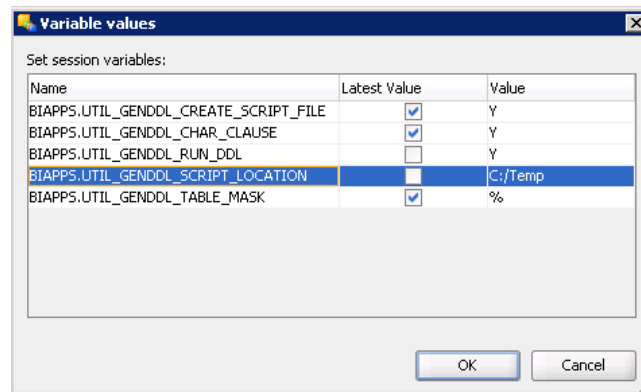 Variable values
Set session variables:
Name Latest Value Value
BIAPPS.UTIL_GENDDL_CREATE_SCRIPT_FILE Y
BIAPPS.UTIL_GENDDL_CHAR_CLAUSE Y
BIAPPS.UTIL_GENDDL_RUN_DDL Y
BIAPPS.UTIL_GENDDL_SCRIPT_LOCATION C:/Temp
BIAPPS.UTIL_GENDDL_TABLE_MASK %
OK Cancel